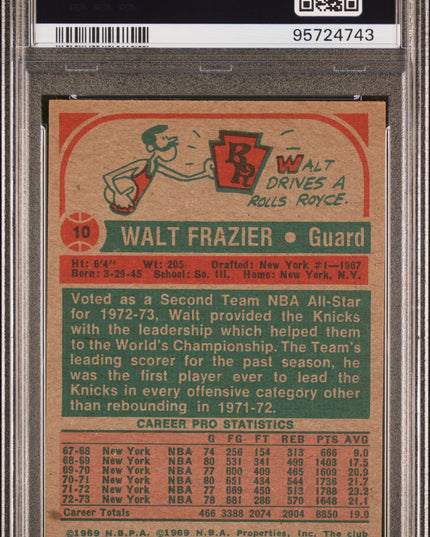 95724743
BR
WALT
DRIVES A
ROLLS ROYCE.
10
WALT FRAZIER • Guard
Ht: 6'4" Wt: 205 Drafted: New York #1—1967
Born: 3-29-45 School: So. Ill. Home: New York, N.Y.
Voted as a Second Team NBA All-Star
for 1972-73, Walt provided the Knicks
with the leadership which helped them
to the World's Championship. The Team's
leading scorer for the past season, he
was the first player ever to lead the
Knicks in every offensive category other
than rebounding in 1971-72.
CAREER PRO STATISTICS
G FG FT REB PTS AVG
67-68 New York NBA 74 256 154 313 666 9.0
68-69 New York NBA 80 531 341 499 1403 17.5
69-70 New York NBA 77 600 409 465 1609 20.9
70-71 New York NBA 80 651 434 544 1736 21.7
71-72 New York NBA 77 669 450 512 1788 23.2
72-73 New York NBA 78 681 286 570 1648 21.1
Career Totals 466 3388 2074 2904 8850 19.0
©1969 N.B.P.A. ©1969 N.B.A. Properties, Inc. The club